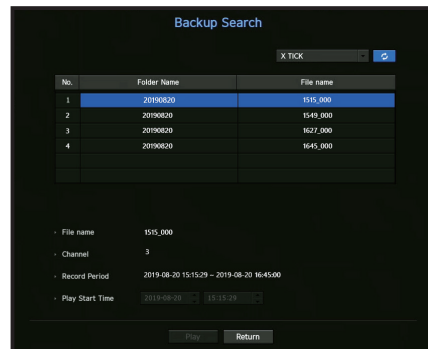 Backup Search
X TICK
No. Folder Name File name
1 20190820 1515_000
2 20190820 1549_000
3 20190820 1627_000
4 20190820 1645_000
File name 1515_000
Channel 3
Record Period 2019-08-20 15:15:29 ~ 2019-08-20 16:45:00
Play Start Time 2019-08-20 15:15:29
Play Return